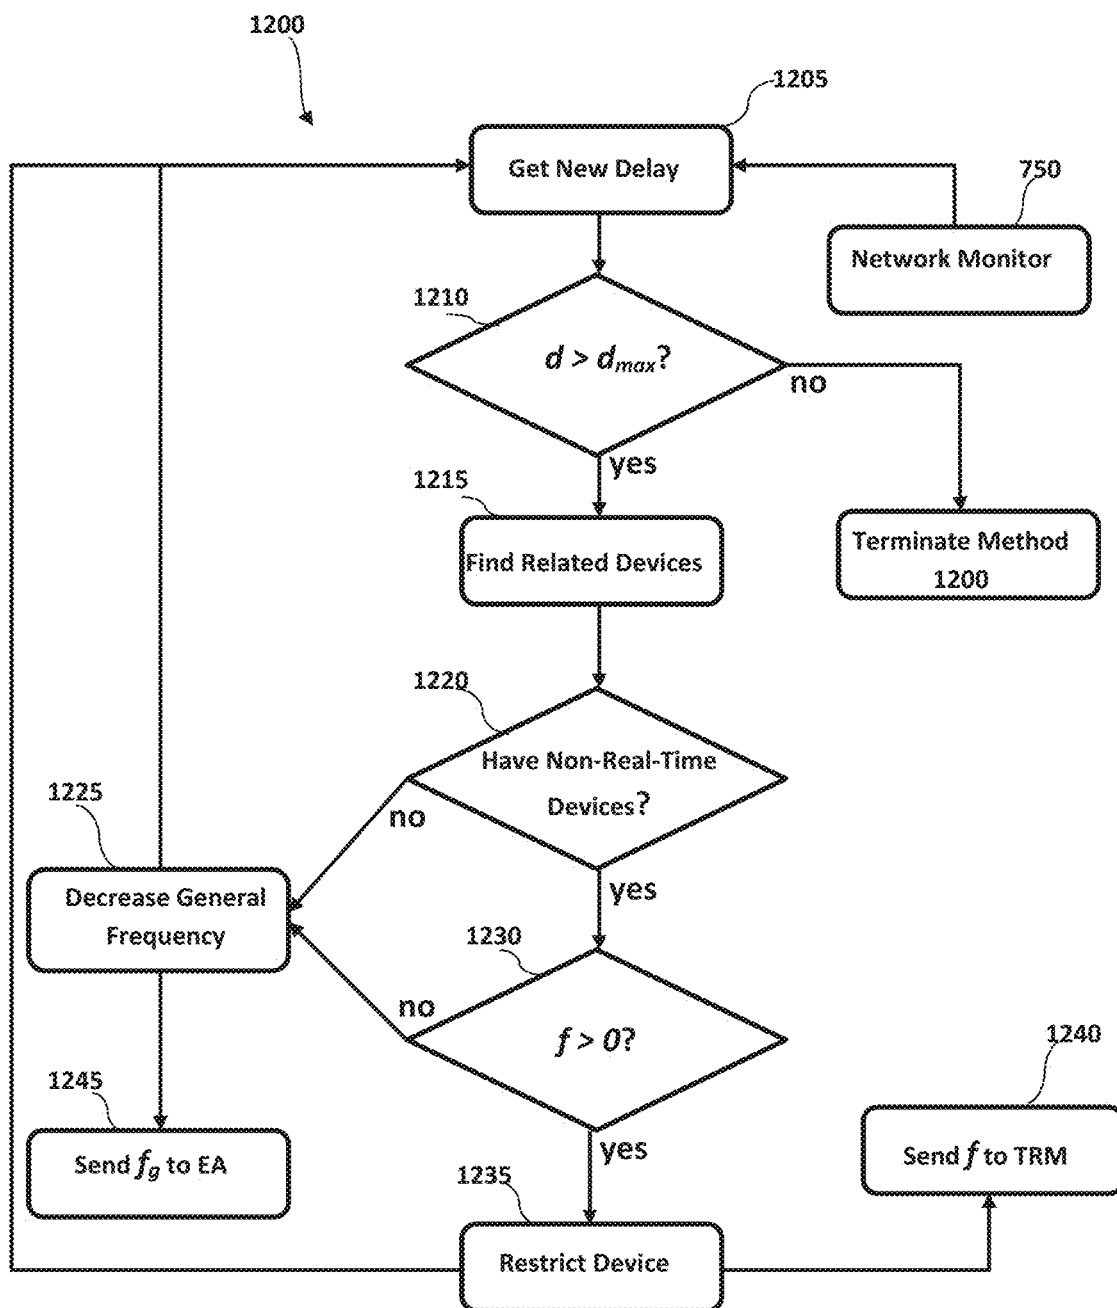 1200
1205
Get New Delay
750
Network Monitor
1210
d > dmax?
no
yes
1215
Find Related Devices
Terminate Method
1200
1220
Have Non-Real-Time
Devices?
no
yes
1225
Decrease General
Frequency
1230
f > 0?
no
yes
1240
Send f to TRM
1245
Send fg to EA
1235
Restrict Device